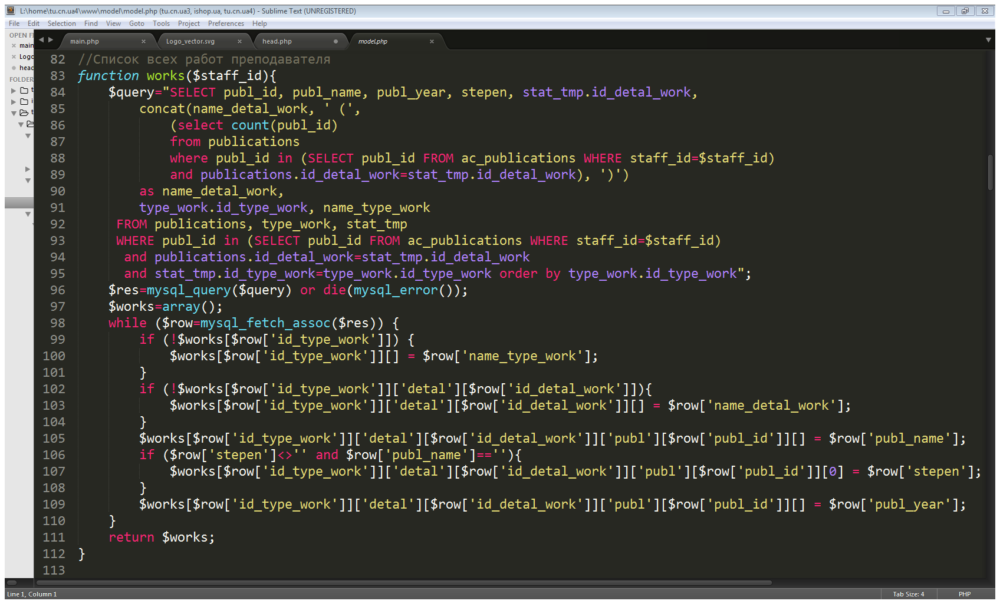 L:\home\tu.cn.ua4\www\model\model.php (tu.cn.ua3, ishop.ua, tu.cn.ua4) - Sublime Text (UNREGISTERED)
File Edit Selection Find View Goto Tools Project Preferences Help
OPEN FI
main
Logo
head
FOLDER
t
i
t
main.php Logo_vector.svg head.php model.php
82 //Список всех работ преподавателя
83 function works($staff_id){
84 $query="SELECT publ_id, publ_name, publ_year, stepen, stat_tmp.id_detal_work,
85 concat(name_detal_work, ' (',
86 (select count(publ_id)
87 from publications
88 where publ_id in (SELECT publ_id FROM ac_publications WHERE staff_id=$staff_id)
89 and publications.id_detal_work=stat_tmp.id_detal_work), ')')
90 as name_detal_work,
91 type_work.id_type_work, name_type_work
92 FROM publications, type_work, stat_tmp
93 WHERE publ_id in (SELECT publ_id FROM ac_publications WHERE staff_id=$staff_id)
94 and publications.id_detal_work=stat_tmp.id_detal_work
95 and stat_tmp.id_type_work=type_work.id_type_work order by type_work.id_type_work";
96 $res=mysql_query($query) or die(mysql_error());
97 $works=array();
98 while ($row=mysql_fetch_assoc($res)) {
99 if (!$works[$row['id_type_work']]) {
100 $works[$row['id_type_work']][] = $row['name_type_work'];
101 }
102 if (!$works[$row['id_type_work']]['detal'][$row['id_detal_work']]){
103 $works[$row['id_type_work']]['detal'][$row['id_detal_work']][] = $row['name_detal_work'];
104 }
105 $works[$row['id_type_work']]['detal'][$row['id_detal_work']]['publ'][$row['publ_id']][] = $row['publ_name'];
106 if ($row['stepen']<>'' and $row['publ_name']==''){
107 $works[$row['id_type_work']]['detal'][$row['id_detal_work']]['publ'][$row['publ_id']][0] = $row['stepen'];
108 }
109 $works[$row['id_type_work']]['detal'][$row['id_detal_work']]['publ'][$row['publ_id']][] = $row['publ_year'];
110 }
111 return $works;
112 }
113
Line 1, Column 1 Tab Size: 4 PHP